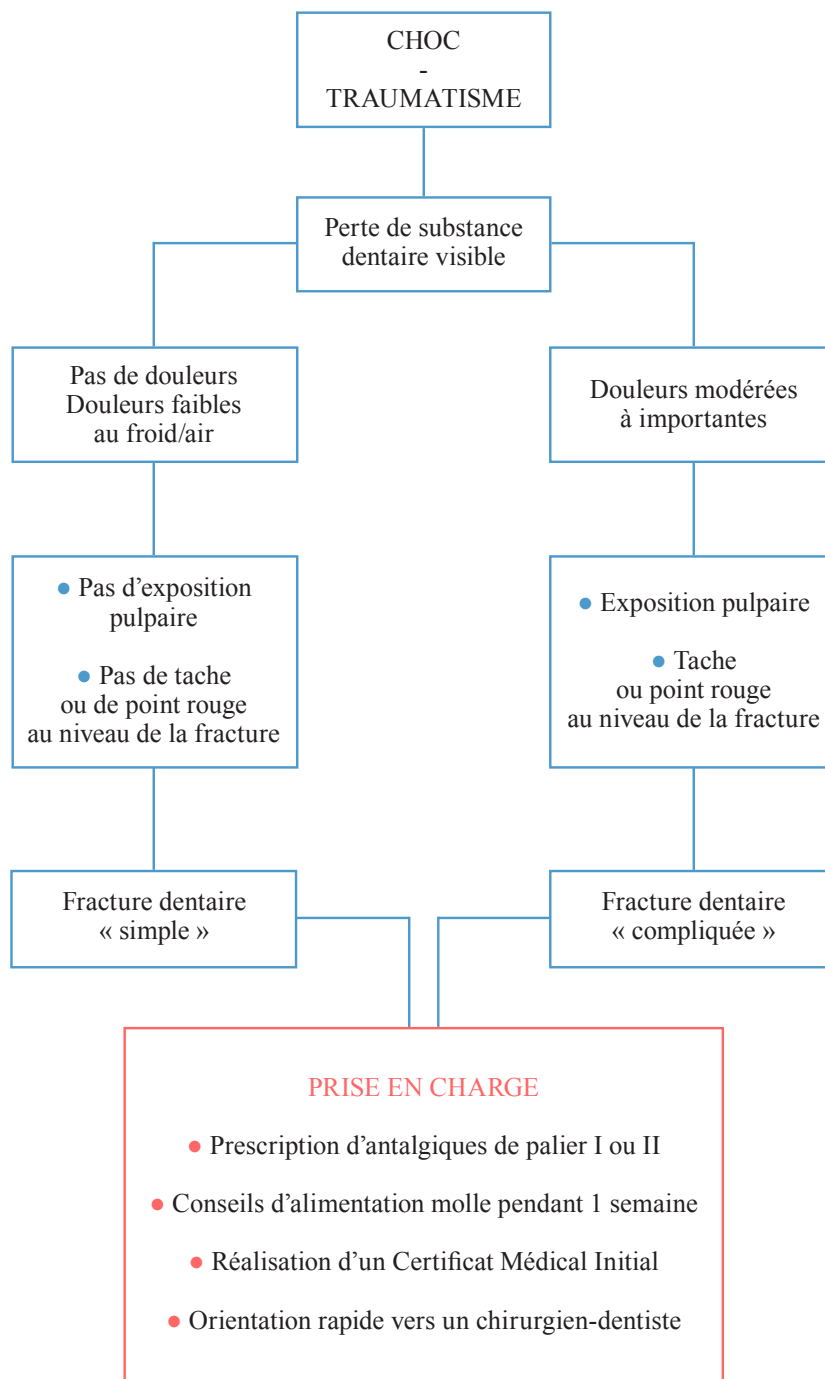 CHOC
-
TRAUMATISME
Perte de substance
dentaire visible
Pas de douleurs
Douleurs faibles
au froid/air
Douleurs modérées
à importantes
● Pas d’exposition
pulpaire
● Pas de tache
ou de point rouge
au niveau de la fracture
● Exposition pulpaire
● Tache
ou point rouge
au niveau de la fracture
Fracture dentaire
« simple »
Fracture dentaire
« compliquée »
PRISE EN CHARGE
● Prescription d’antalgiques de palier I ou II
● Conseils d’alimentation molle pendant 1 semaine
● Réalisation d’un Certificat Médical Initial
● Orientation rapide vers un chirurgien-dentiste